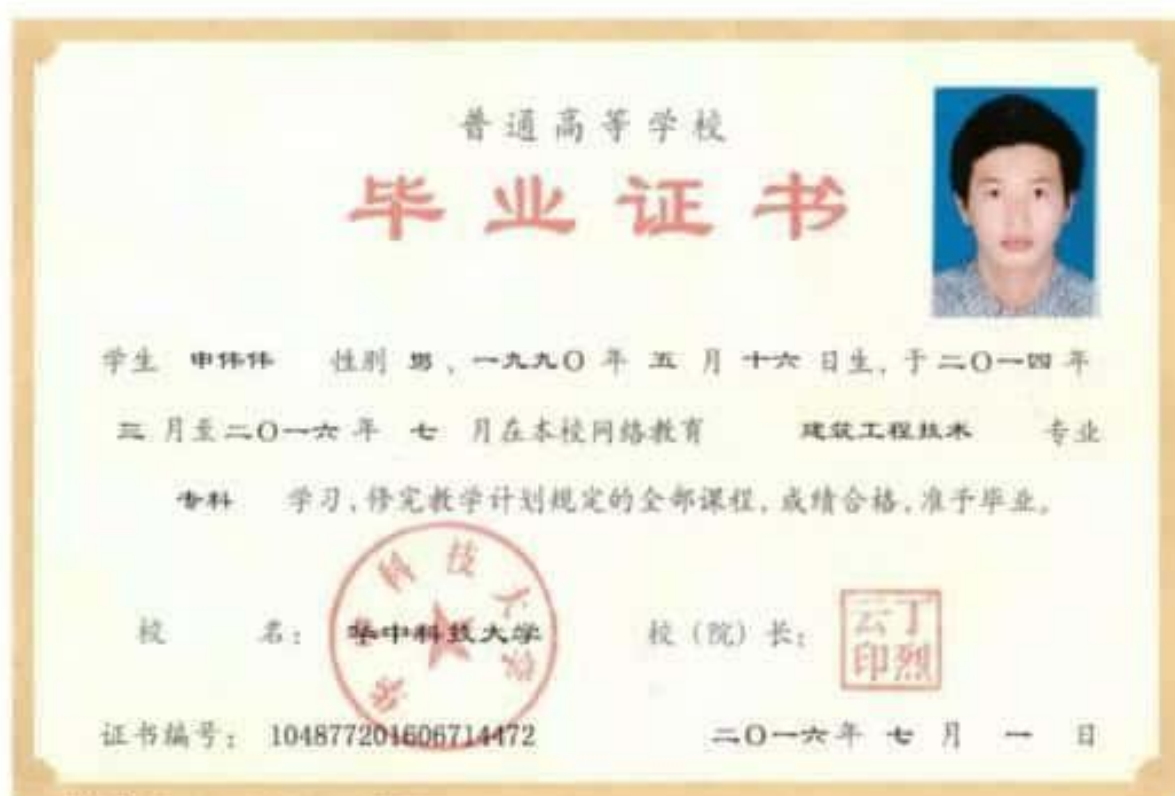 普通高等学校
毕业证书
学生 申伟伟 性别 男，一九九〇年 五 月 十六 日生，于二〇一四年
三 月至二〇一六年 七 月在本校网络教育 建筑工程技术 专业
专科 学习，修完教学计划规定的全部课程，成绩合格，准予毕业。
校 名：华中科技大学 校（院）长：丁烈云印
证书编号：104877201606714472 二〇一六年 七 月 一 日